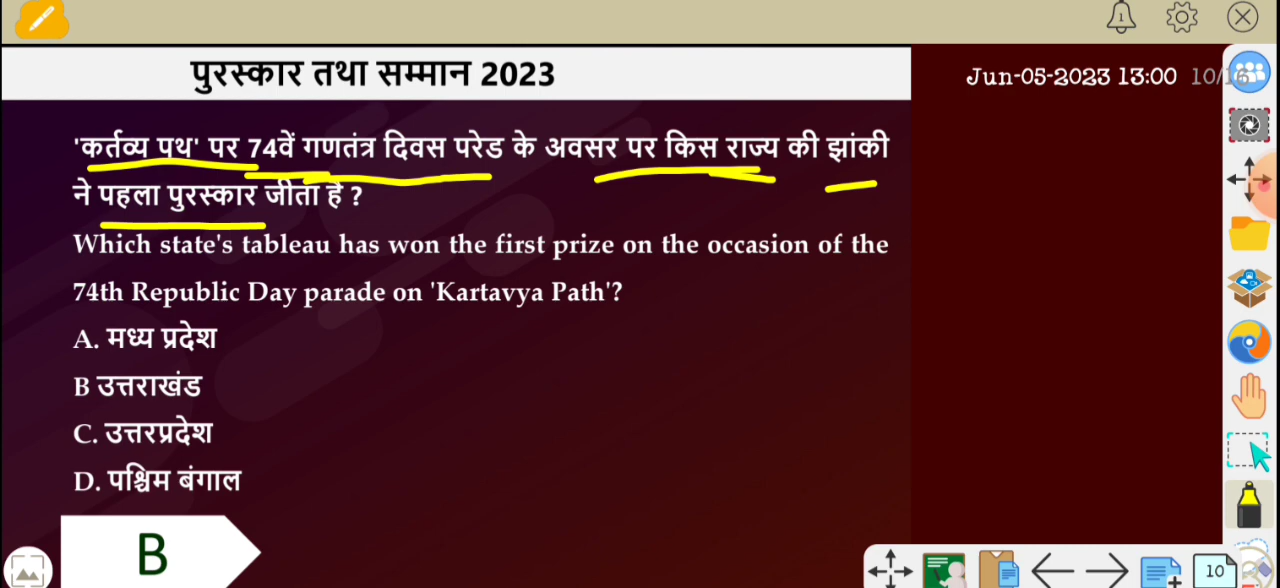 पुरस्कार तथा सम्मान 2023
Jun-05-2023 13:00 10/16
'कर्तव्य पथ' पर 74वें गणतंत्र दिवस परेड के अवसर पर किस राज्य की झांकी
ने पहला पुरस्कार जीता है ?
Which state's tableau has won the first prize on the occasion of the
74th Republic Day parade on 'Kartavya Path'?
A. मध्य प्रदेश
B उत्तराखंड
C. उत्तरप्रदेश
D. पश्चिम बंगाल
B
10